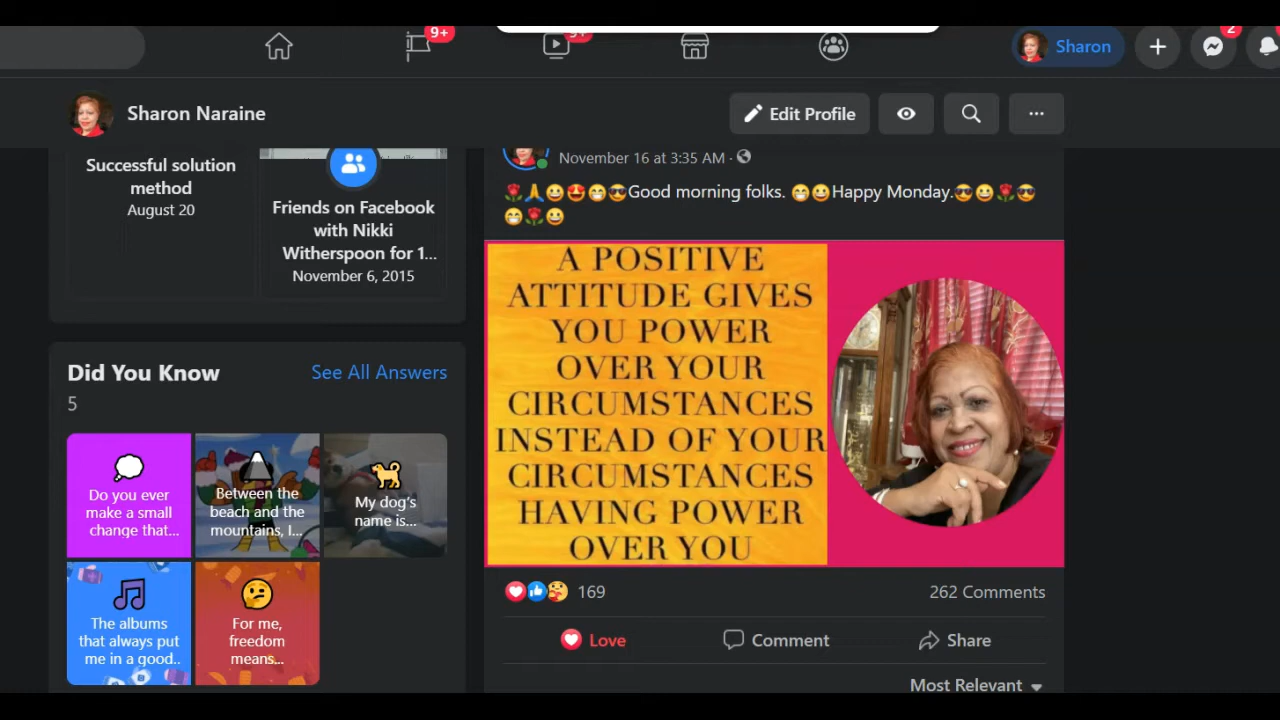 9+
9+
Sharon
2
Sharon Naraine
Edit Profile
Successful solution
method
August 20
Friends on Facebook
with Nikki
Witherspoon for 1...
November 6, 2015
Did You Know
See All Answers
5
Do you ever
make a small
change that...
Between the
beach and the
mountains, I...
My dog's
name is...
The albums
that always put
me in a good..
For me,
freedom
means...
November 16 at 3:35 AM ·
🌹🙏😀🤩😁😎Good morning folks. 😁😀Happy Monday.😎😀🌹😎
😁🌹😀
A POSITIVE
ATTITUDE GIVES
YOU POWER
OVER YOUR
CIRCUMSTANCES
INSTEAD OF YOUR
CIRCUMSTANCES
HAVING POWER
OVER YOU
169
262 Comments
Love
Comment
Share
Most Relevant